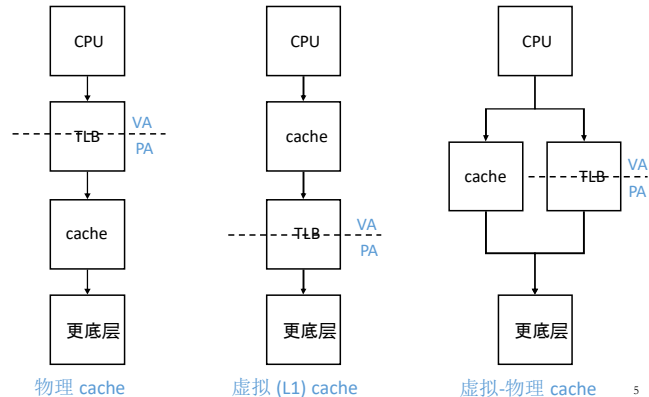 CPU
TLB
VA
PA
cache
更底层
物理 cache
CPU
cache
TLB
VA
PA
更底层
虚拟 (L1) cache
CPU
cache
TLB
VA
PA
更底层
虚拟-物理 cache
5